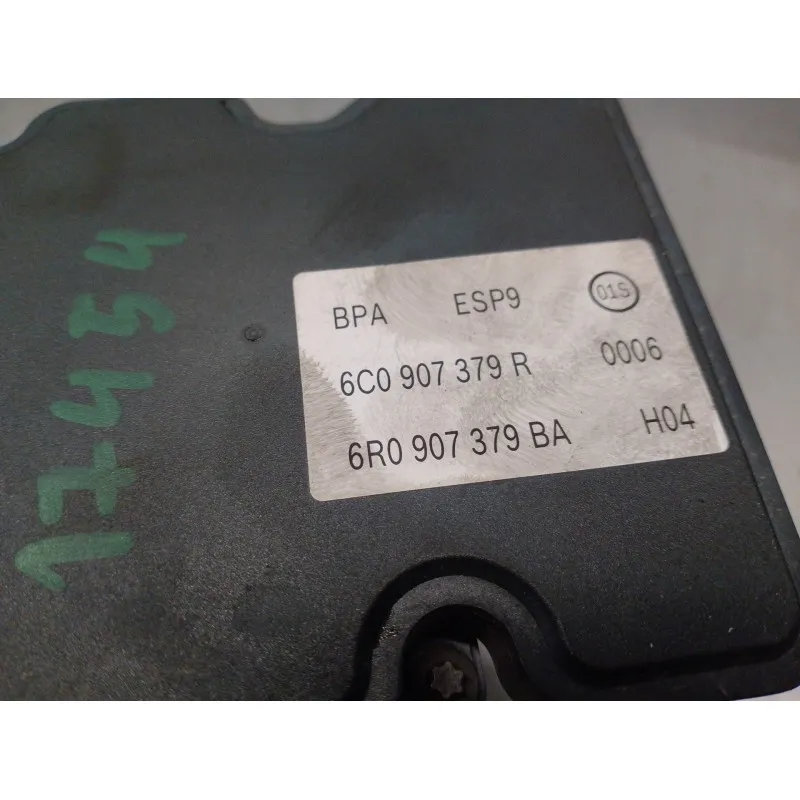 BPA ESP9 01S
6C0 907 379 R 0006
6R0 907 379 BA H04
17454